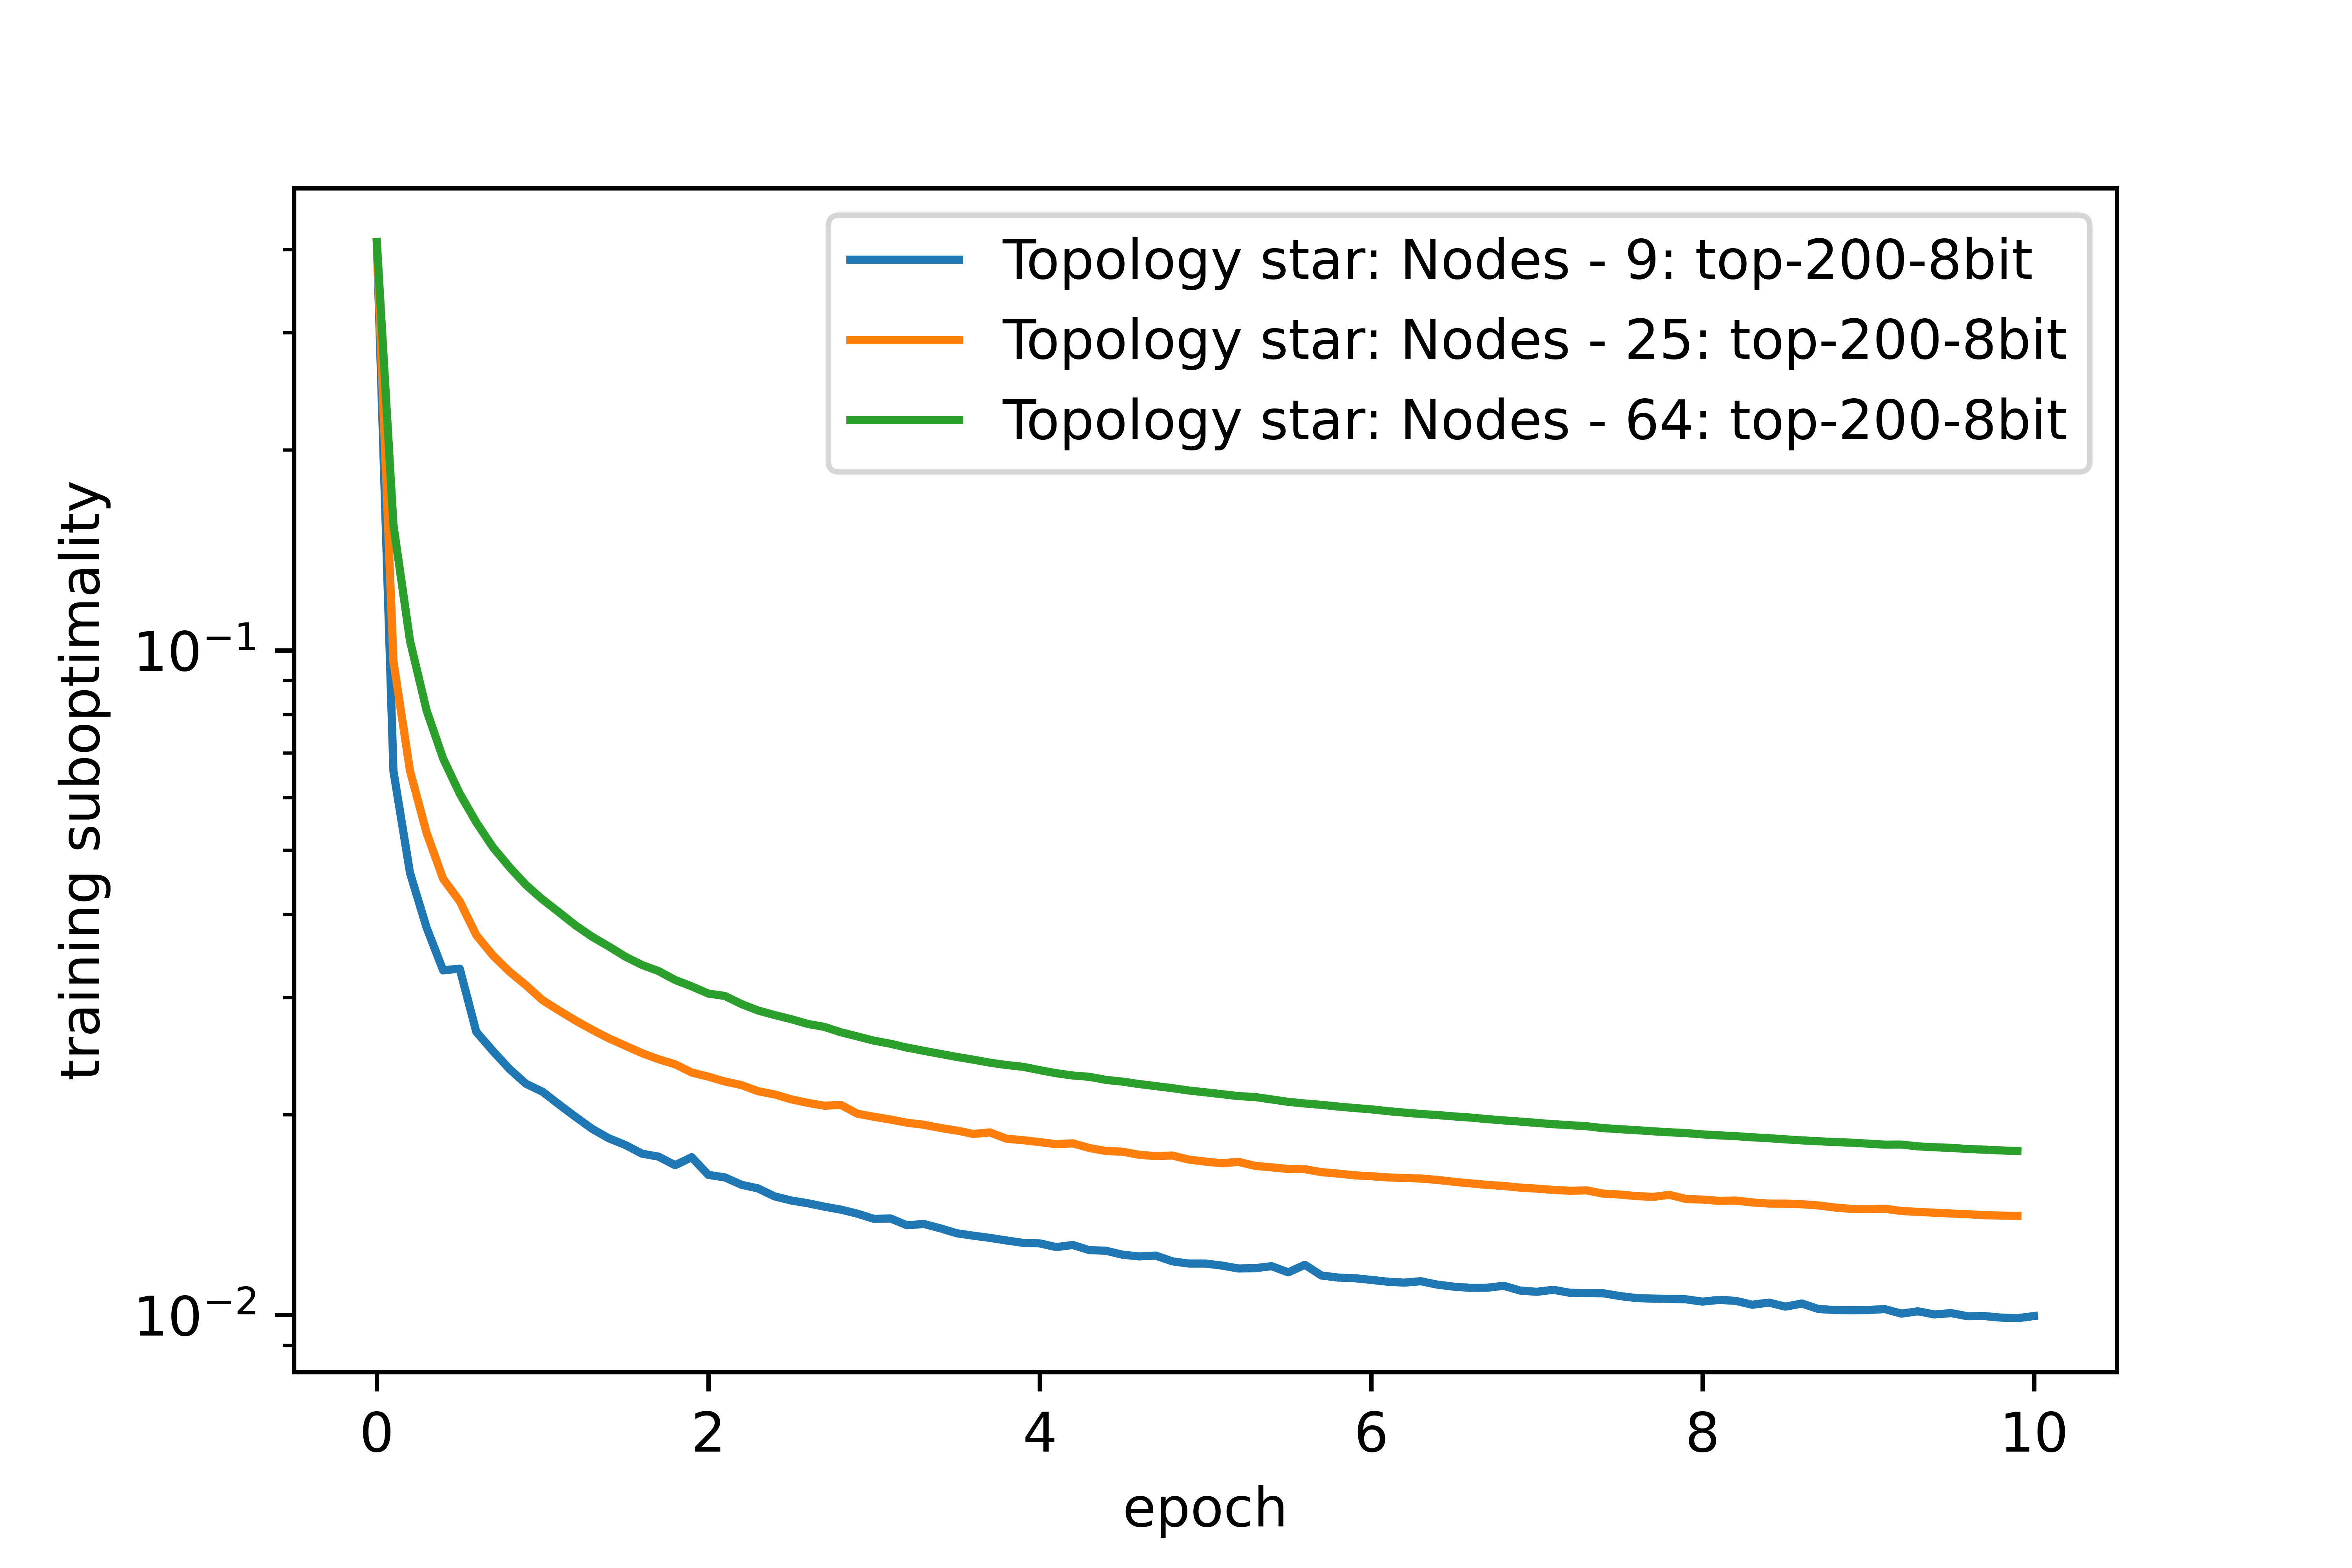 Topology star: Nodes - 9: top-200-8bit
Topology star: Nodes - 25: top-200-8bit
Topology star: Nodes - 64: top-200-8bit
training suboptimality
10⁻¹
10⁻²
0 2 4 6 8 10
epoch